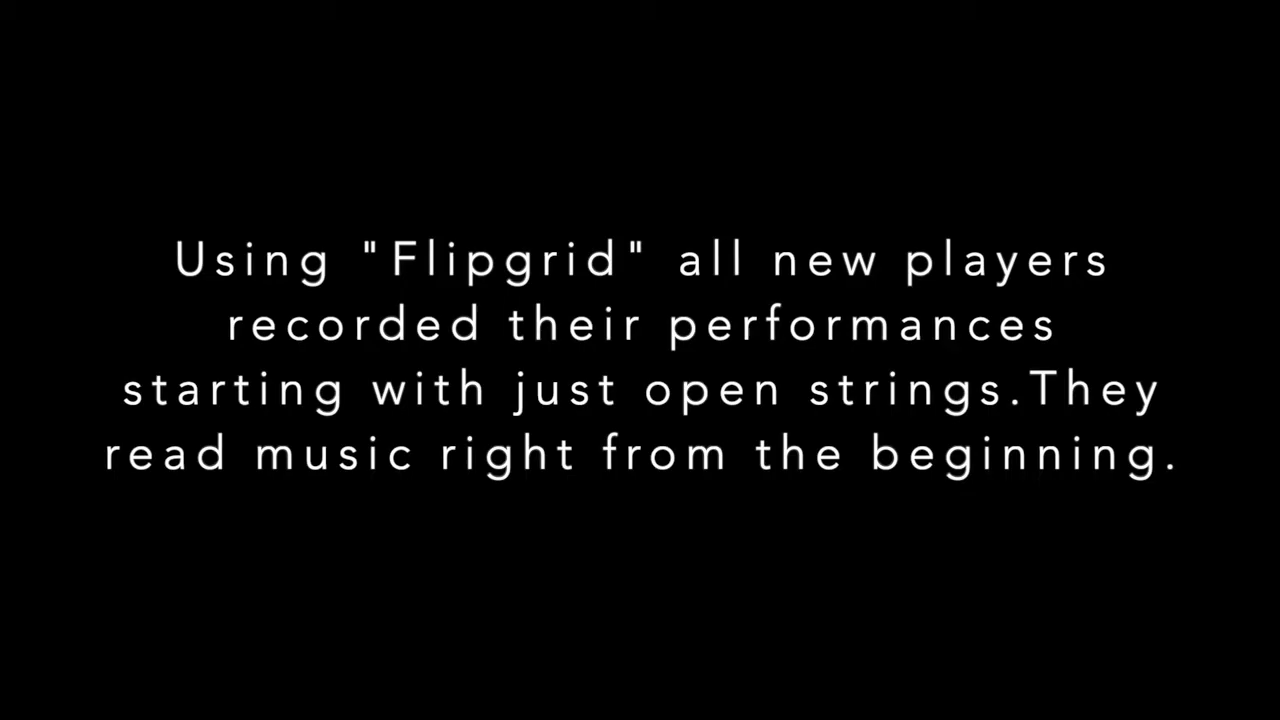 Using "Flipgrid" all new players
recorded their performances
starting with just open strings.They
read music right from the beginning.